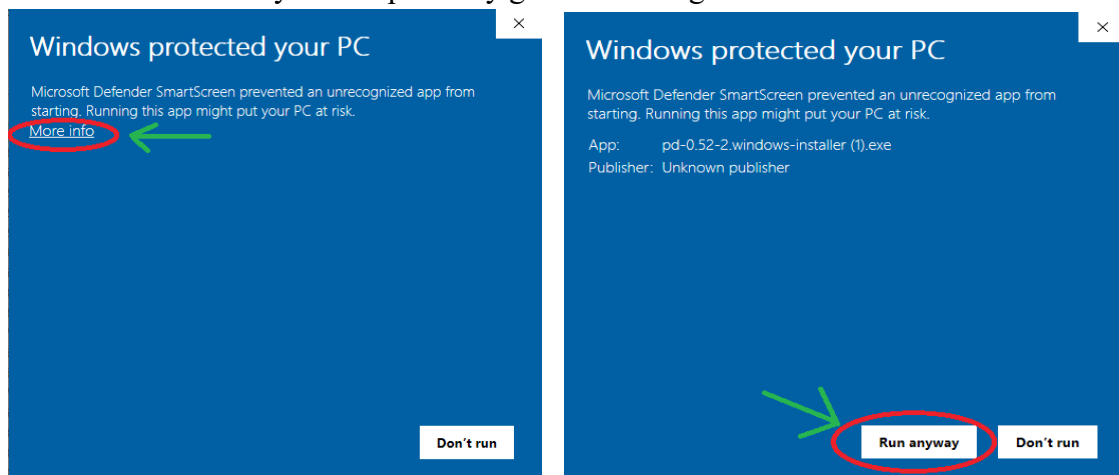 ×
Windows protected your PC
Microsoft Defender SmartScreen prevented an unrecognized app from
starting. Running this app might put your PC at risk.
More info
Don't run
×
Windows protected your PC
Microsoft Defender SmartScreen prevented an unrecognized app from
starting. Running this app might put your PC at risk.
App: pd-0.52-2.windows-installer (1).exe
Publisher: Unknown publisher
Run anyway Don't run